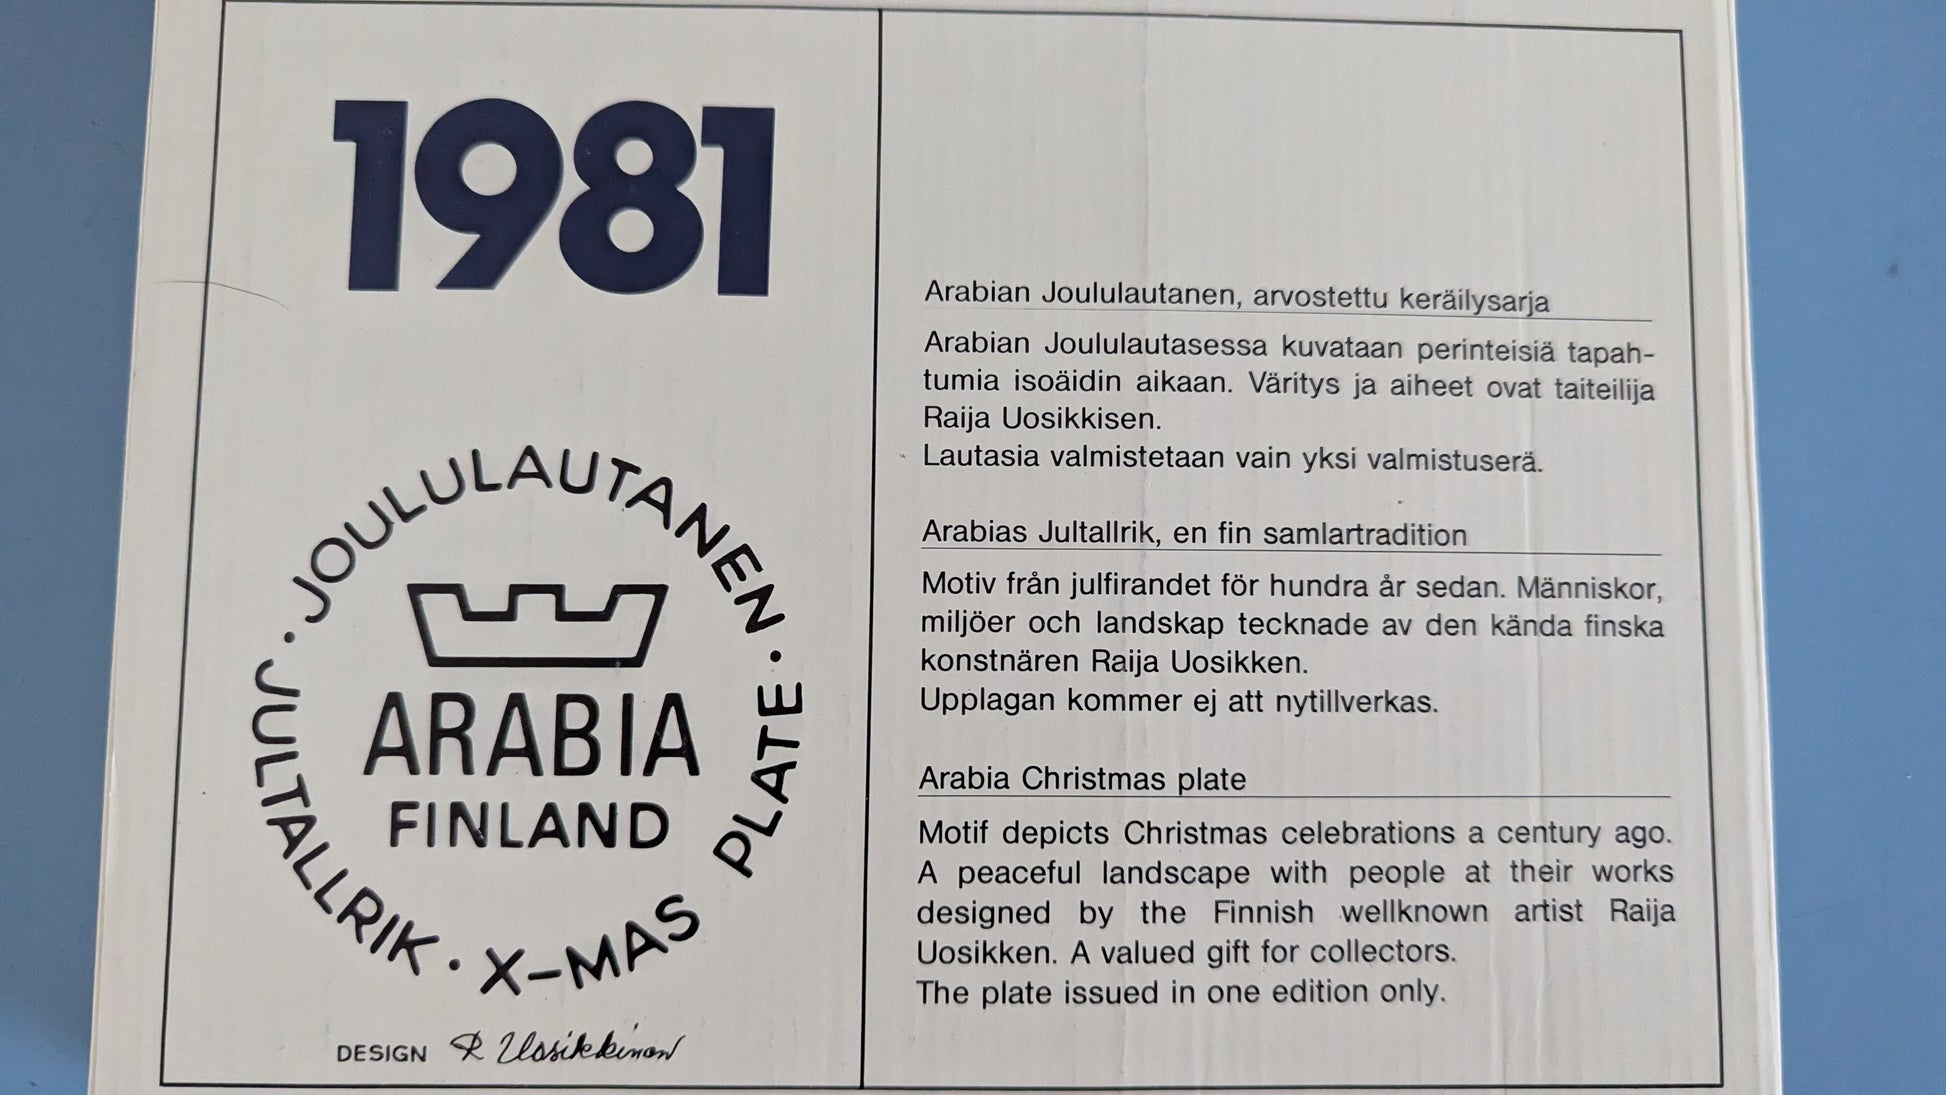 1981
JOULULAUTANEN · X-MAS PLATE · JULTALLRIK ·
ARABIA
FINLAND
DESIGN R Uosikkinen
Arabian Joululautanen, arvostettu keräilysarja
Arabian Joululautasessa kuvataan perinteisiä tapah-
tumia isoäidin aikaan. Väritys ja aiheet ovat taiteilija
Raija Uosikkisen.
Lautasia valmistetaan vain yksi valmistuserä.
Arabias Jultallrik, en fin samlartradition
Motiv från julfirandet för hundra år sedan. Människor,
miljöer och landskap tecknade av den kända finska
konstnären Raija Uosikken.
Upplagan kommer ej att nytillverkas.
Arabia Christmas plate
Motif depicts Christmas celebrations a century ago.
A peaceful landscape with people at their works
designed by the Finnish wellknown artist Raija
Uosikken. A valued gift for collectors.
The plate issued in one edition only.